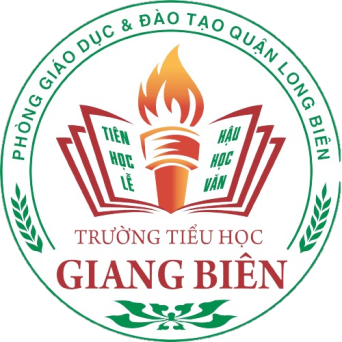 PHÒNG GIÁO DỤC & ĐÀO TẠO QUẬN LONG BIÊN
TIÊN
HỌC
LỄ
HẬU
HỌC
VĂN
TRƯỜNG TIỂU HỌC
GIANG BIÊN